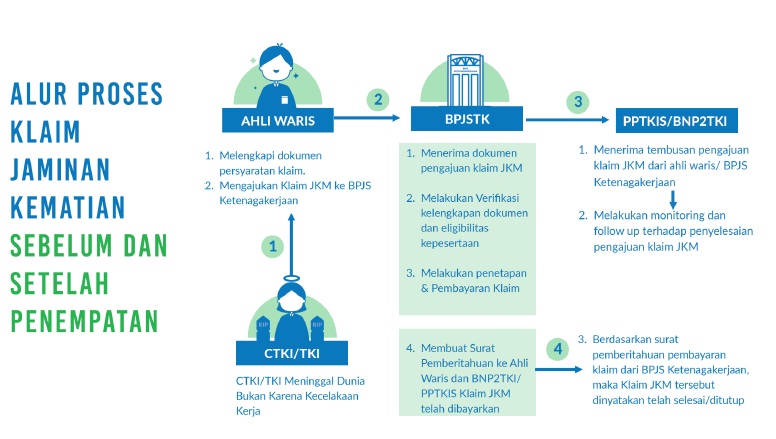 ALUR PROSES
KLAIM
JAMINAN
KEMATIAN
SEBELUM DAN
SETELAH
PENEMPATAN
AHLI WARIS
1. Melengkapi dokumen
persyaratan klaim.
2. Mengajukan Klaim JKM ke BPJS
Ketenagakerjaan
1
RIP
RIP
CTKI/TKI
CTKI/TKI Meninggal Dunia
Bukan Karena Kecelakaan
Kerja
2
BPJSTK
1. Menerima dokumen
pengajuan klaim JKM
2. Melakukan Verifikasi
kelengkapan dokumen
dan eligibilitas
kepesertaan
3. Melakukan penetapan
& Pembayaran Klaim
4. Membuat Surat
Pemberitahuan ke Ahli
Waris dan BNP2TKI/
PPTKIS Klaim JKM
telah dibayarkan
3
PPTKIS/BNP2TKI
1. Menerima tembusan pengajuan
klaim JKM dari ahli waris/ BPJS
Ketenagakerjaan
2. Melakukan monitoring dan
follow up terhadap penyelesaian
pengajuan klaim JKM
4
3. Berdasarkan surat
pemberitahuan pembayaran
klaim dari BPJS Ketenagakerjaan,
maka Klaim JKM tersebut
dinyatakan telah selesai/ditutup